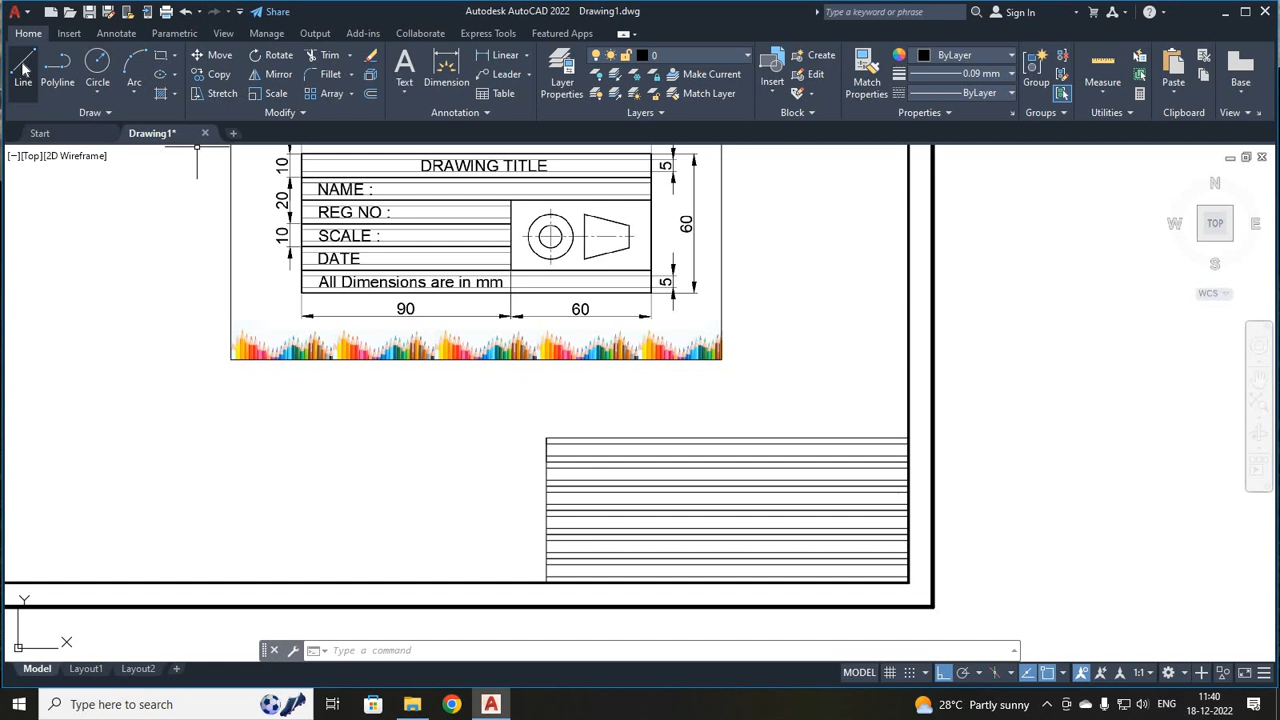 Share
Autodesk AutoCAD 2022 Drawing1.dwg
Type a keyword or phrase
Sign In
Home Insert Annotate Parametric View Manage Output Add-ins Collaborate Express Tools Featured Apps
Line Polyline Circle Arc
Move Rotate Trim
Copy Mirror Fillet
Stretch Scale Array
Text Dimension
Linear
Leader
Table
Layer Properties
0
Make Current
Match Layer
Insert
Create
Edit
Match Properties
ByLayer
0.09 mm
ByLayer
Group
Measure
Paste
Base
Draw Modify Annotation Layers Block Properties Groups Utilities Clipboard View
Start Drawing1*
[−][Top][2D Wireframe]
DRAWING TITLE
NAME :
REG NO :
SCALE :
DATE
All Dimensions are in mm
10
20
10
5
60
5
90 60
N
W TOP E
S
WCS
Y
X
Type a command
Model Layout1 Layout2
MODEL 1:1
Type here to search
28°C Partly sunny
ENG
11:40
18-12-2022